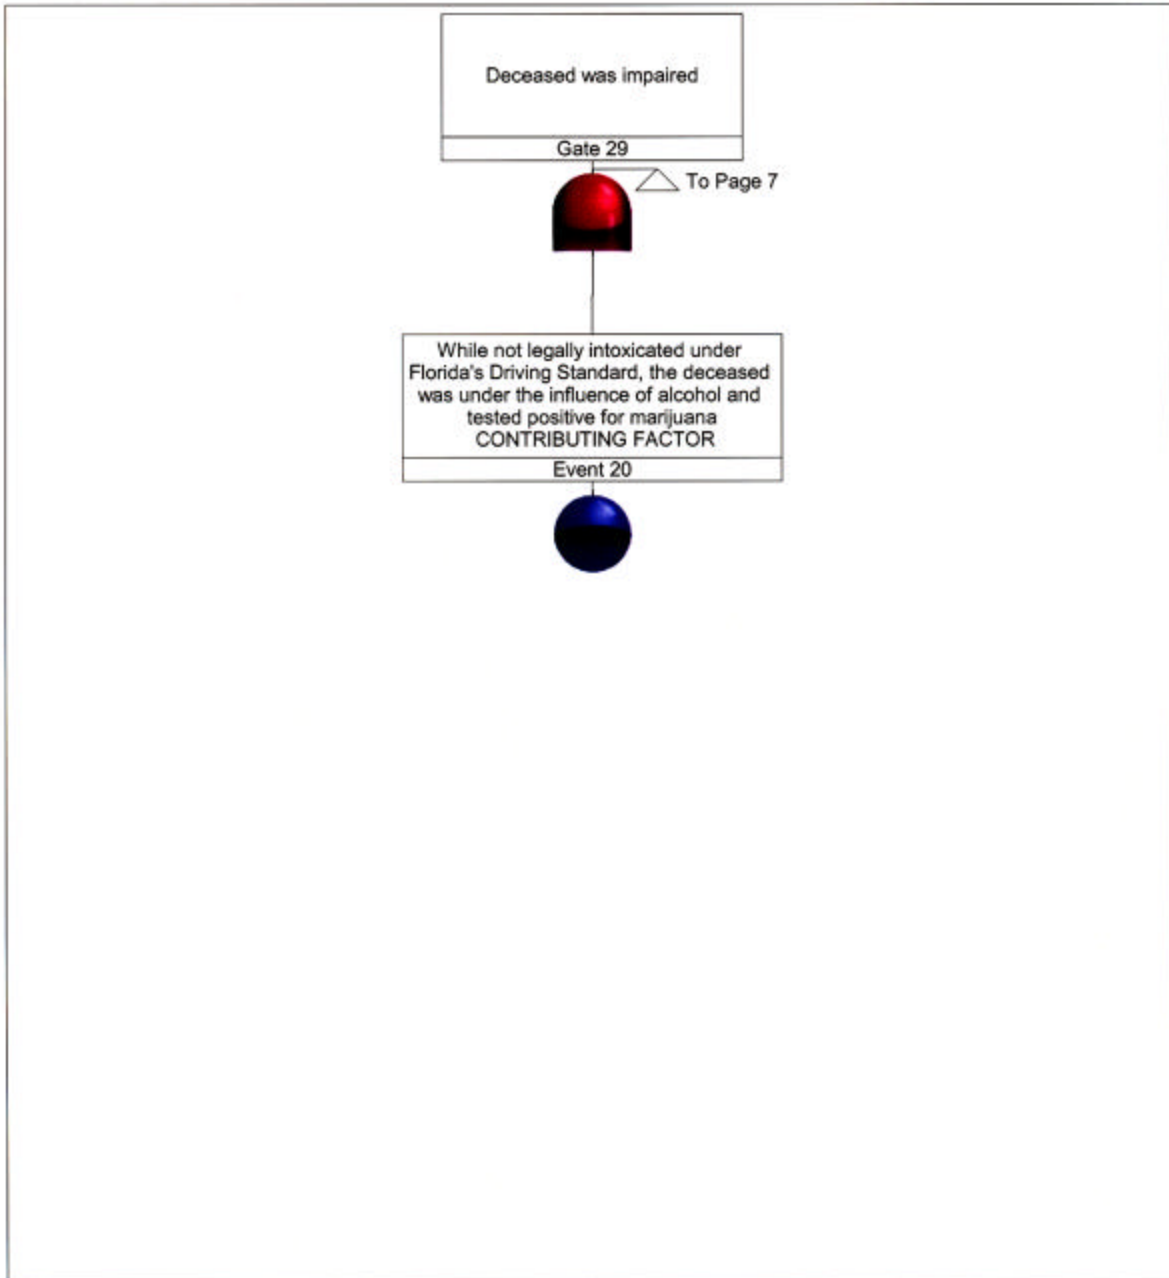 Deceased was impaired
Gate 29
To Page 7
While not legally intoxicated under
Florida's Driving Standard, the deceased
was under the influence of alcohol and
tested positive for marijuana
CONTRIBUTING FACTOR
Event 20